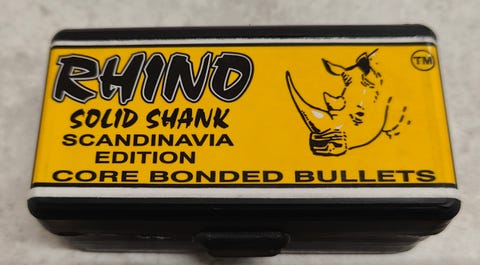 RHINO
TM
SOLID SHANK
SCANDINAVIA
EDITION
CORE BONDED BULLETS